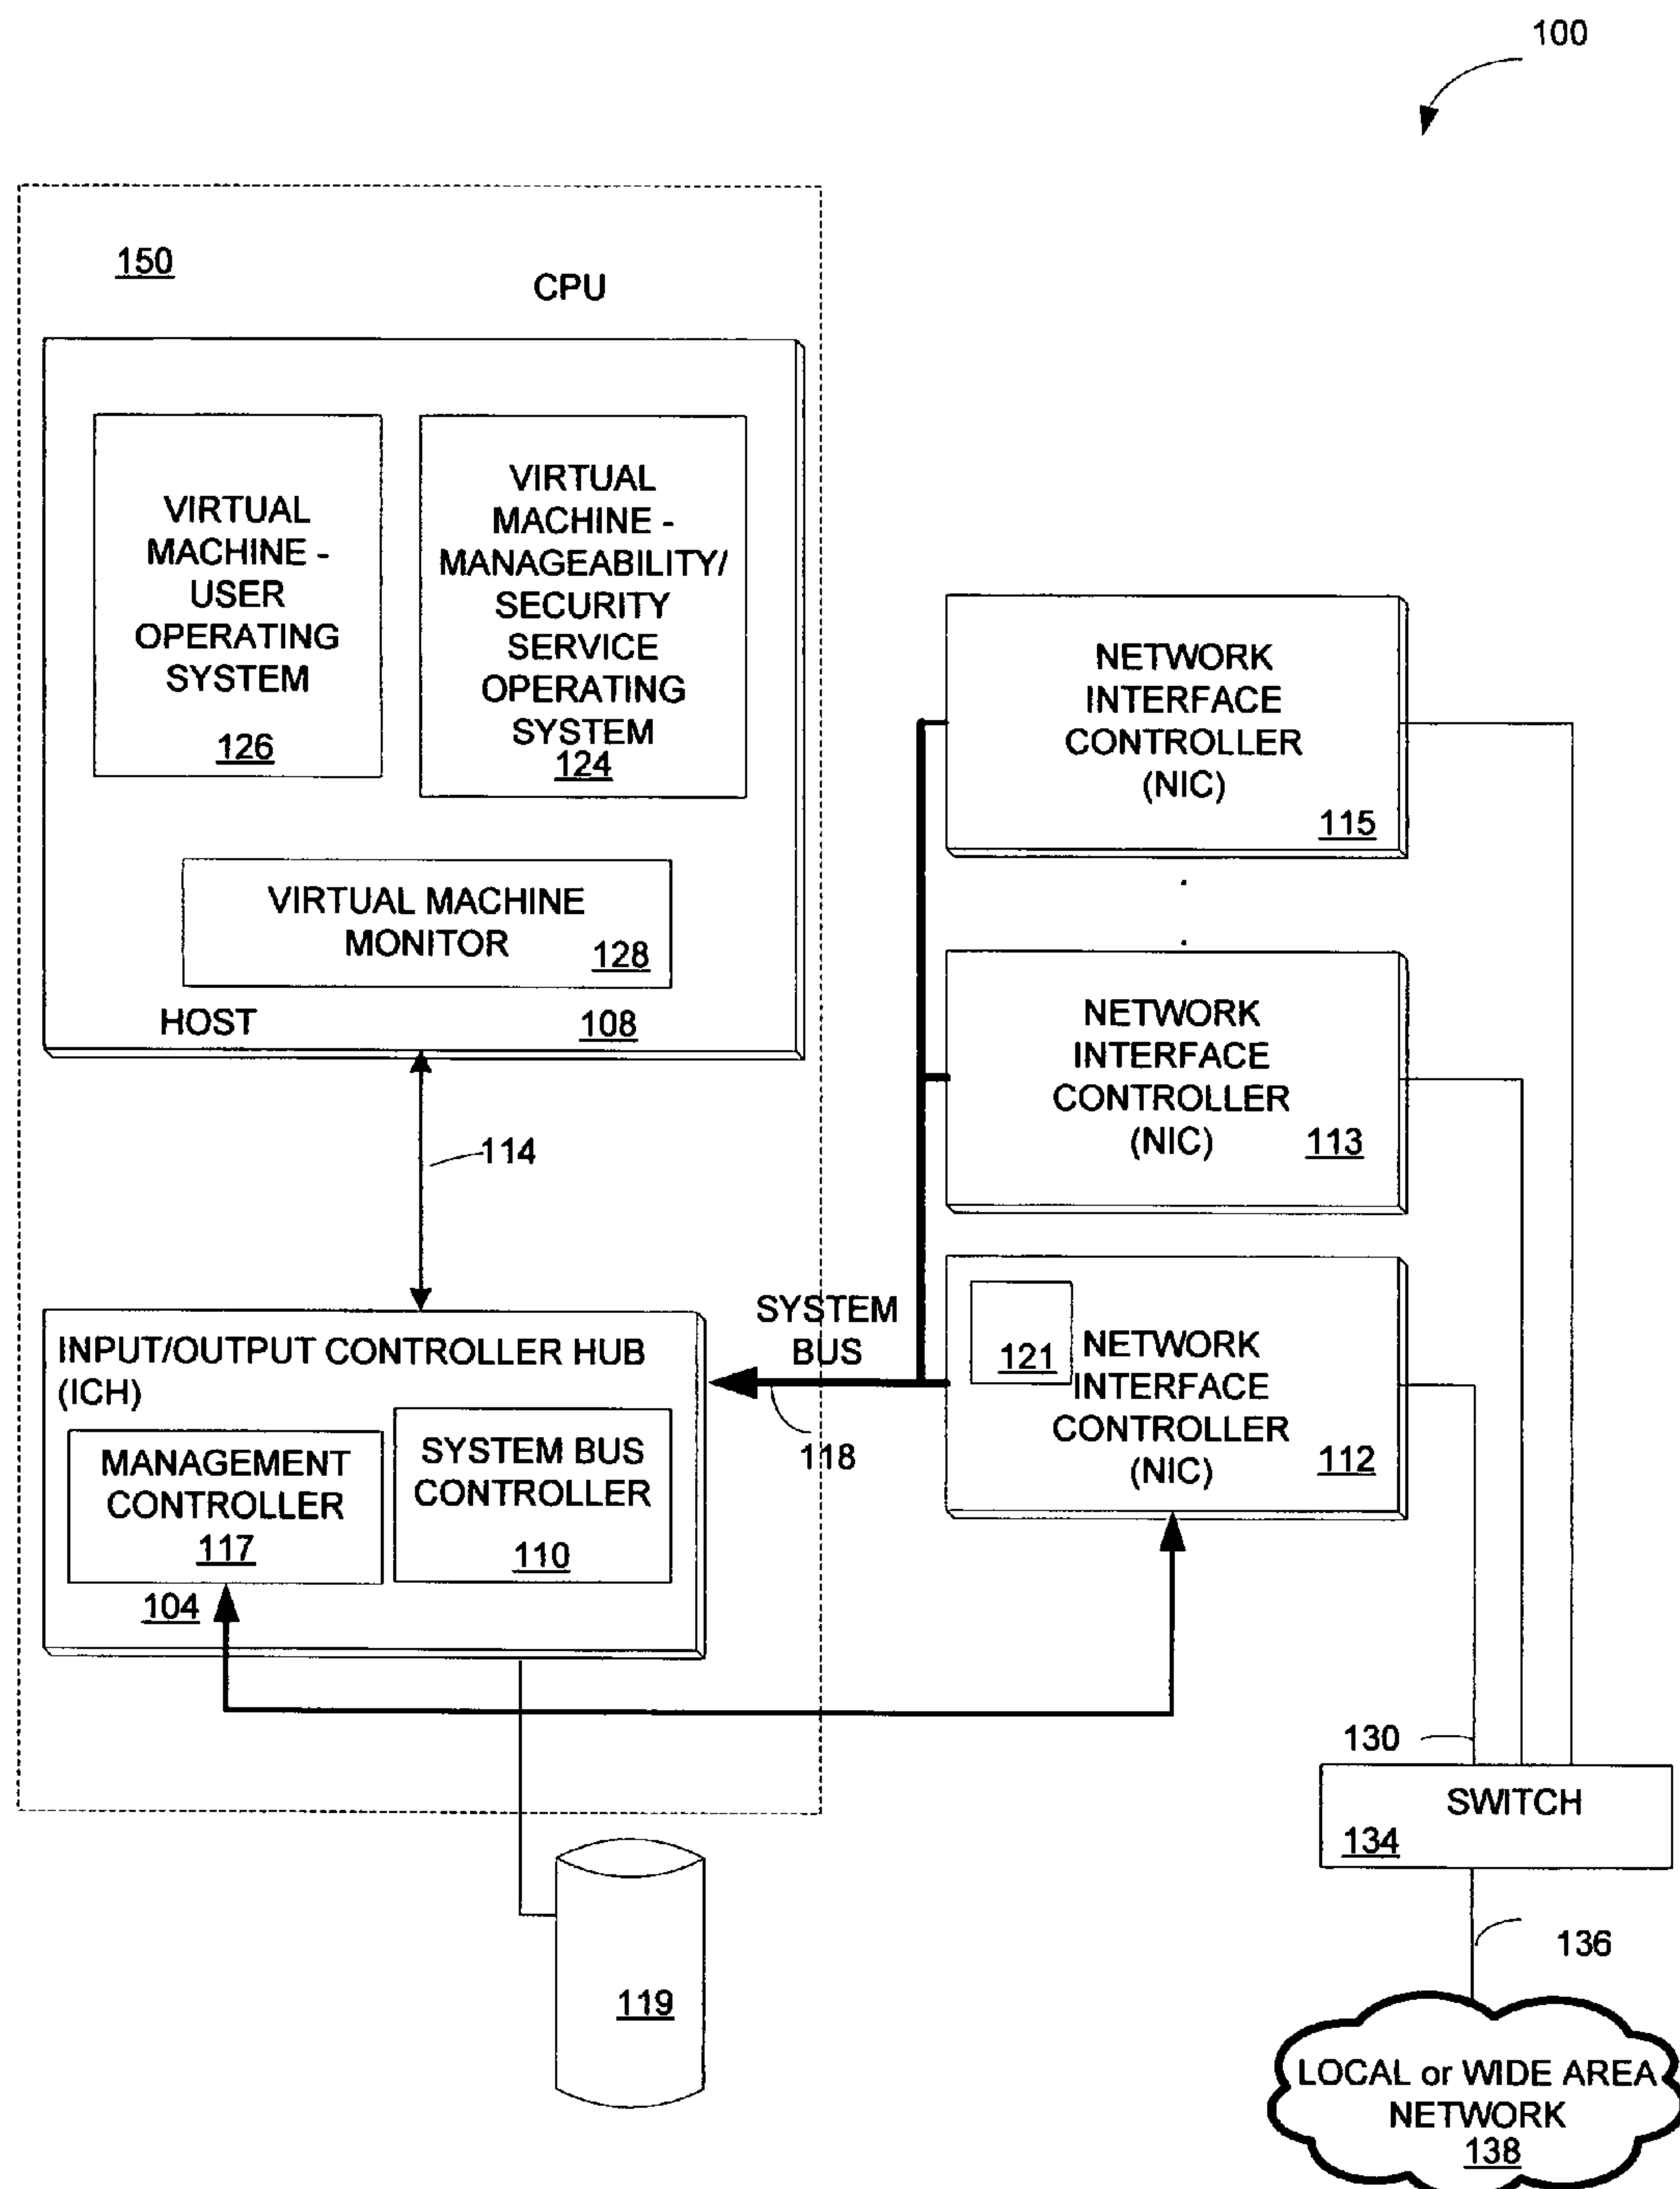 100
150
CPU
VIRTUAL
MACHINE -
USER
OPERATING
SYSTEM
126
VIRTUAL
MACHINE -
MANAGEABILITY/
SECURITY
SERVICE
OPERATING
SYSTEM
124
VIRTUAL MACHINE
MONITOR
128
HOST
108
114
NETWORK
INTERFACE
CONTROLLER
(NIC)
115
NETWORK
INTERFACE
CONTROLLER
(NIC)
113
NETWORK
INTERFACE
CONTROLLER
(NIC)
112
121
SYSTEM
BUS
118
INPUT/OUTPUT CONTROLLER HUB
(ICH)
MANAGEMENT
CONTROLLER
117
SYSTEM BUS
CONTROLLER
110
104
130
SWITCH
134
136
119
LOCAL or WIDE AREA
NETWORK
138